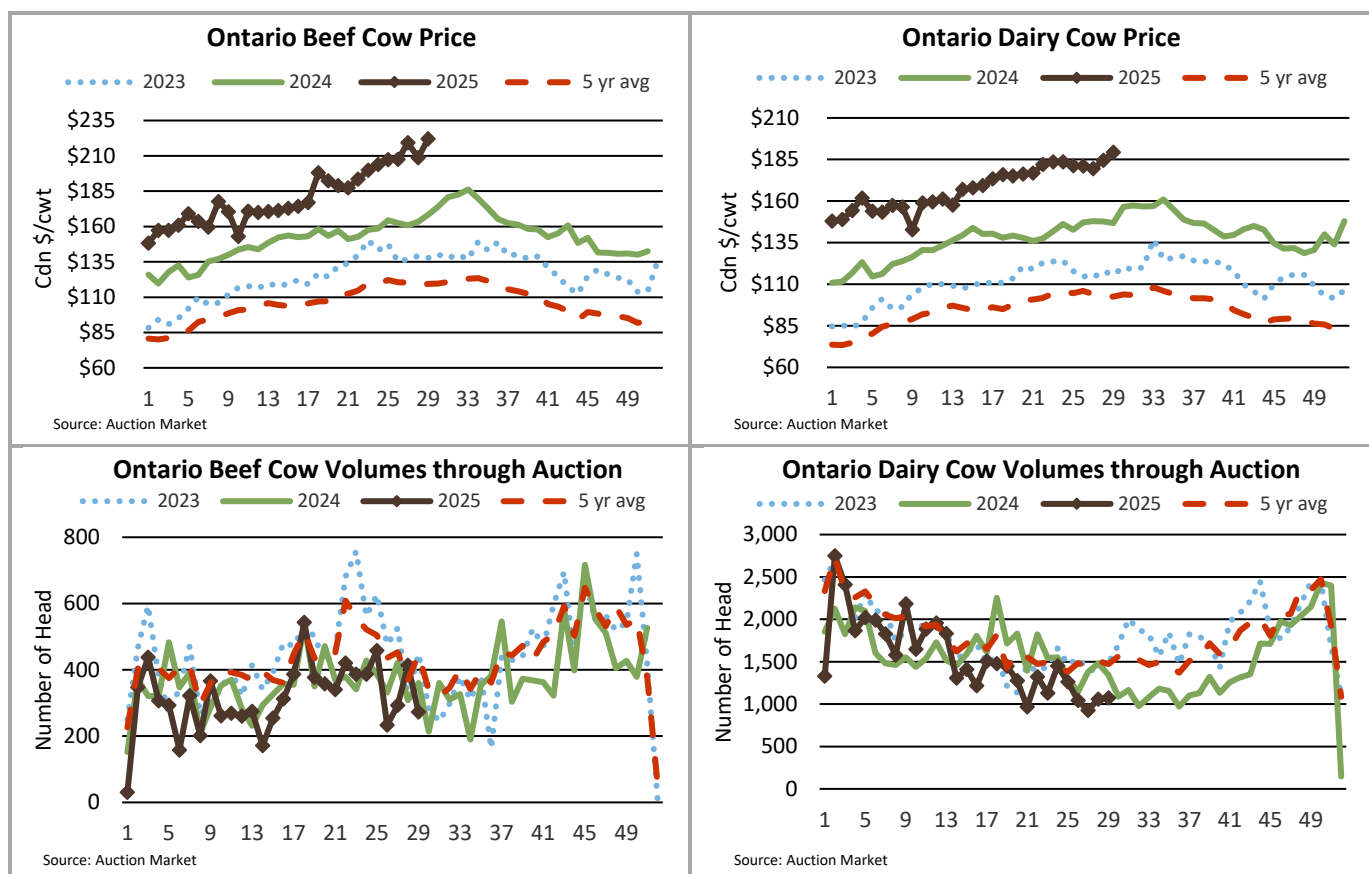 Ontario Beef Cow Price
2023 2024 2025 5 yr avg
Cdn $/cwt
$235
$210
$185
$160
$135
$110
$85
$60
1 5 9 13 17 21 25 29 33 37 41 45 49
Source: Auction Market
Ontario Dairy Cow Price
2023 2024 2025 5 yr avg
Cdn $/cwt
$210
$185
$160
$135
$110
$85
$60
1 5 9 13 17 21 25 29 33 37 41 45 49
Source: Auction Market
Ontario Beef Cow Volumes through Auction
2023 2024 2025 5 yr avg
Number of Head
800
600
400
200
0
1 5 9 13 17 21 25 29 33 37 41 45 49
Source: Auction Market
Ontario Dairy Cow Volumes through Auction
2023 2024 2025 5 yr avg
Number of Head
3,000
2,500
2,000
1,500
1,000
500
0
1 5 9 13 17 21 25 29 33 37 41 45 49
Source: Auction Market